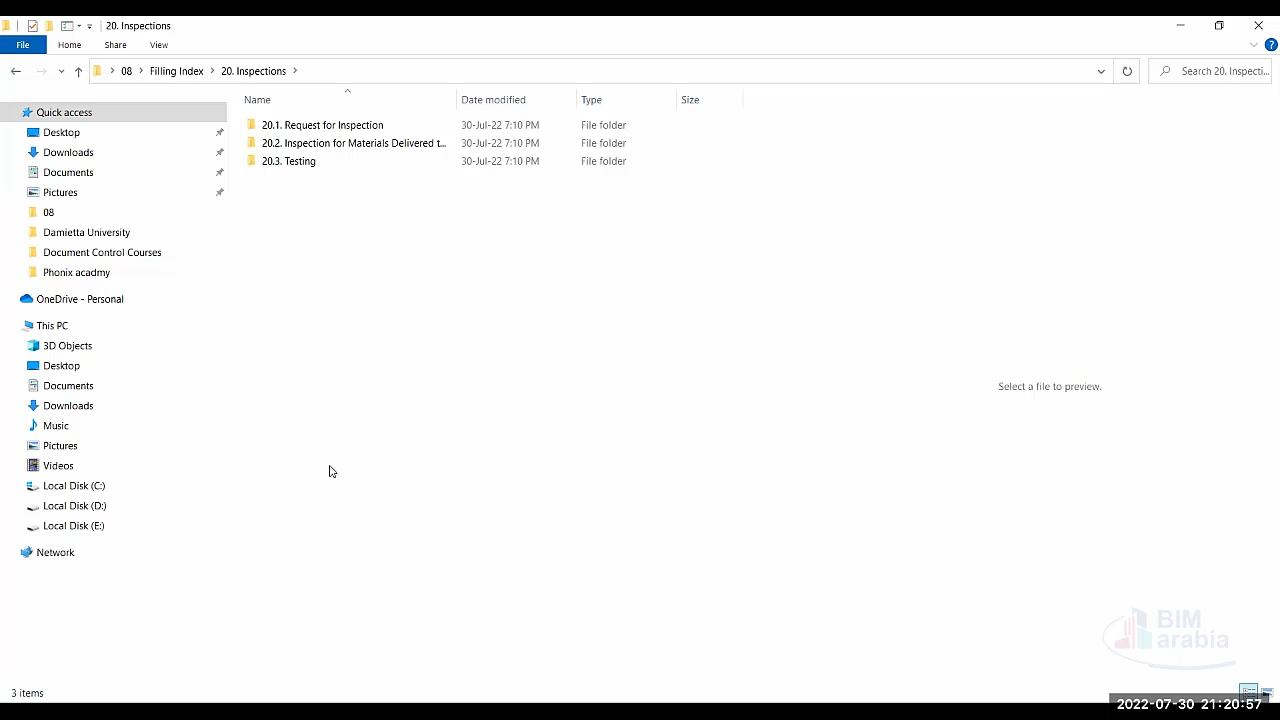 20. Inspections
File Home Share View
08 Filling Index 20. Inspections Search 20. Inspecti...
Name Date modified Type Size
20.1. Request for Inspection 30-Jul-22 7:10 PM File folder
20.2. Inspection for Materials Delivered t... 30-Jul-22 7:10 PM File folder
20.3. Testing 30-Jul-22 7:10 PM File folder
Quick access
Desktop
Downloads
Documents
Pictures
08
Damietta University
Document Control Courses
Phonix acadmy
OneDrive - Personal
This PC
3D Objects
Desktop
Documents
Downloads
Music
Pictures
Videos
Local Disk (C:)
Local Disk (D:)
Local Disk (E:)
Network
Select a file to preview.
BIM
arabia
3 items
2022-07-30 21:20:57